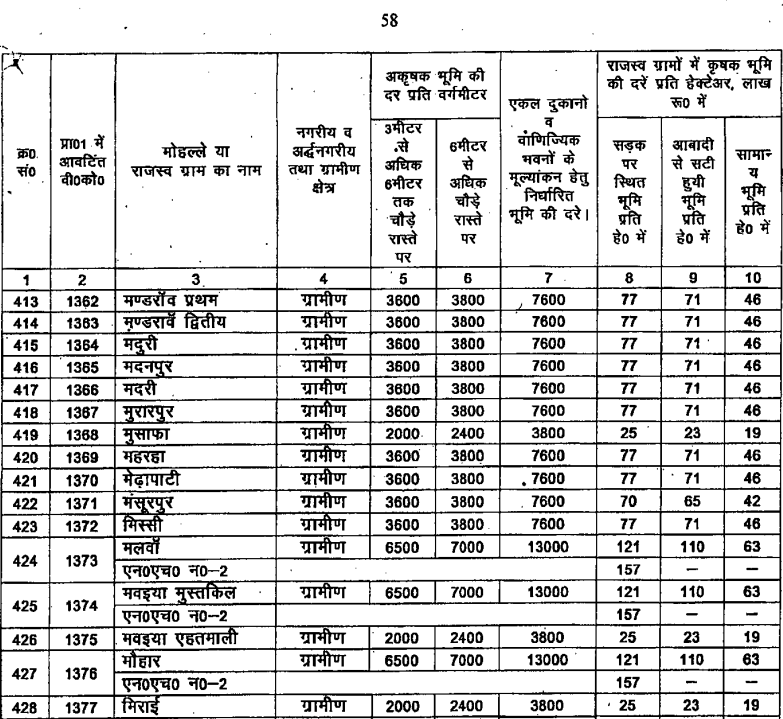 58
क्र0 सं0 | प्रा01 में आवटिंत वी0को0 | मोहल्ले या राजस्व ग्राम का नाम | नगरीय व अर्द्धनगरीय तथा ग्रामीण क्षेत्र | अकृषक भूमि की दर प्रति वर्गमीटर | एकल दुकानो व वाणिज्यिक भवनों के मूल्यांकन हेतु निर्धारित भूमि की दरे। | राजस्व ग्रामों में कृषक भूमि की दरें प्रति हेक्टेअर, लाख रू0 में
3मीटर से अधिक 6मीटर तक चौड़े रास्ते पर | 6मीटर से अधिक चौड़े रास्ते पर | सड़क पर स्थित भूमि प्रति हे0 में | आबादी से सटी हुयी भूमि प्रति हे0 में | सामान्य भूमि प्रति हे0 में
1 | 2 | 3 | 4 | 5 | 6 | 7 | 8 | 9 | 10
413 | 1362 | मण्डरॉव प्रथम | ग्रामीण | 3600 | 3800 | 7600 | 77 | 71 | 46
414 | 1363 | मण्डरावॅ द्वितीय | ग्रामीण | 3600 | 3800 | 7600 | 77 | 71 | 46
415 | 1364 | मदुरी | ग्रामीण | 3600 | 3800 | 7600 | 77 | 71 | 46
416 | 1365 | मदनपुर | ग्रामीण | 3600 | 3800 | 7600 | 77 | 71 | 46
417 | 1366 | मदरी | ग्रामीण | 3600 | 3800 | 7600 | 77 | 71 | 46
418 | 1367 | मुरारपुर | ग्रामीण | 3600 | 3800 | 7600 | 77 | 71 | 46
419 | 1368 | मुसाफा | ग्रामीण | 2000 | 2400 | 3800 | 25 | 23 | 19
420 | 1369 | महरहा | ग्रामीण | 3600 | 3800 | 7600 | 77 | 71 | 46
421 | 1370 | मेढ़ापाटी | ग्रामीण | 3600 | 3800 | 7600 | 77 | 71 | 46
422 | 1371 | मंसूरपुर | ग्रामीण | 3600 | 3800 | 7600 | 70 | 65 | 42
423 | 1372 | मिस्सी | ग्रामीण | 3600 | 3800 | 7600 | 77 | 71 | 46
424 | 1373 | मलवॉ | ग्रामीण | 6500 | 7000 | 13000 | 121 | 110 | 63
एन0एच0 न0–2 | 157 | – | –
425 | 1374 | मवइया मुस्तकिल | ग्रामीण | 6500 | 7000 | 13000 | 121 | 110 | 63
एन0एच0 न0–2 | 157 | – | –
426 | 1375 | मवइया एहतमाली | ग्रामीण | 2000 | 2400 | 3800 | 25 | 23 | 19
427 | 1376 | मौहार | ग्रामीण | 6500 | 7000 | 13000 | 121 | 110 | 63
एन0एच0 न0–2 | 157 | – | –
428 | 1377 | मिराई | ग्रामीण | 2000 | 2400 | 3800 | 25 | 23 | 19